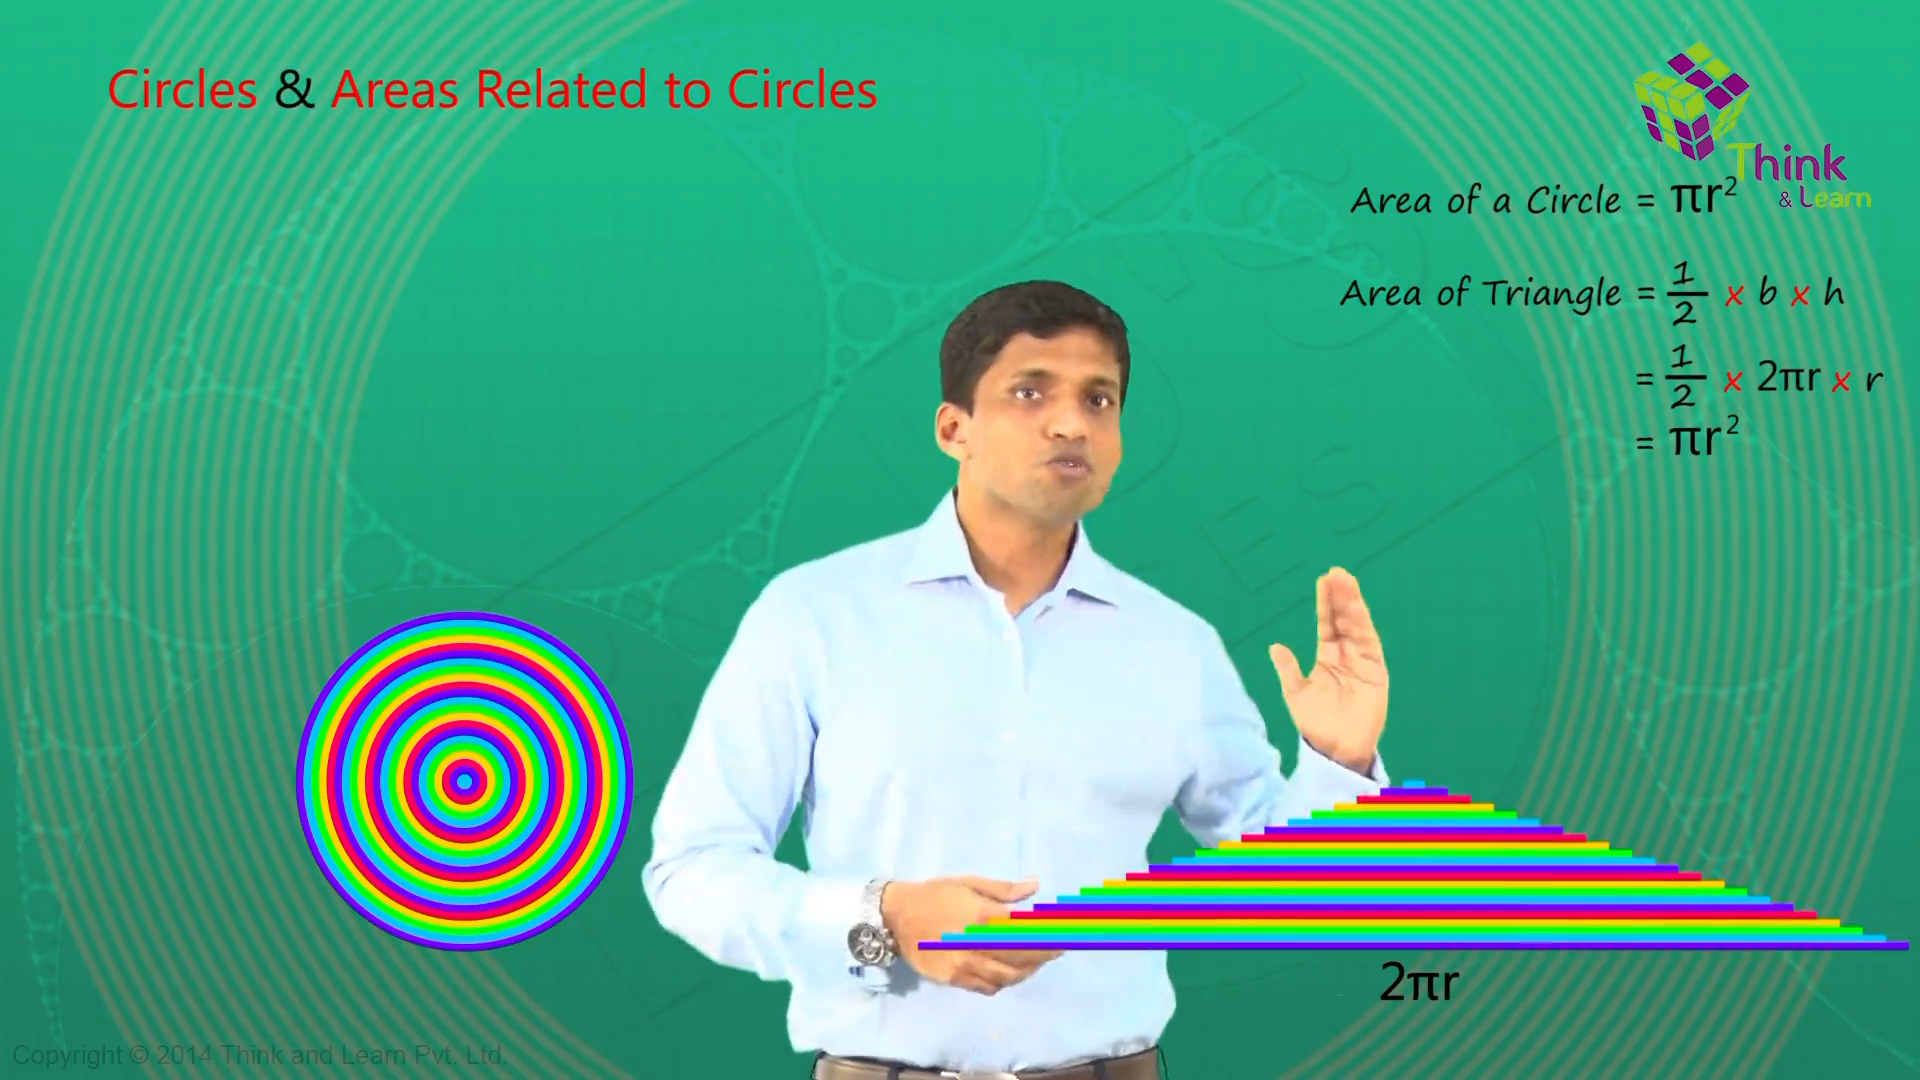 Circles & Areas Related to Circles
Think
& Learn
Area of a Circle = πr²
Area of Triangle = 1/2 x b x h
= 1/2 x 2πr x r
= πr²
2πr
Copyright © 2014 Think and Learn Pvt. Ltd.